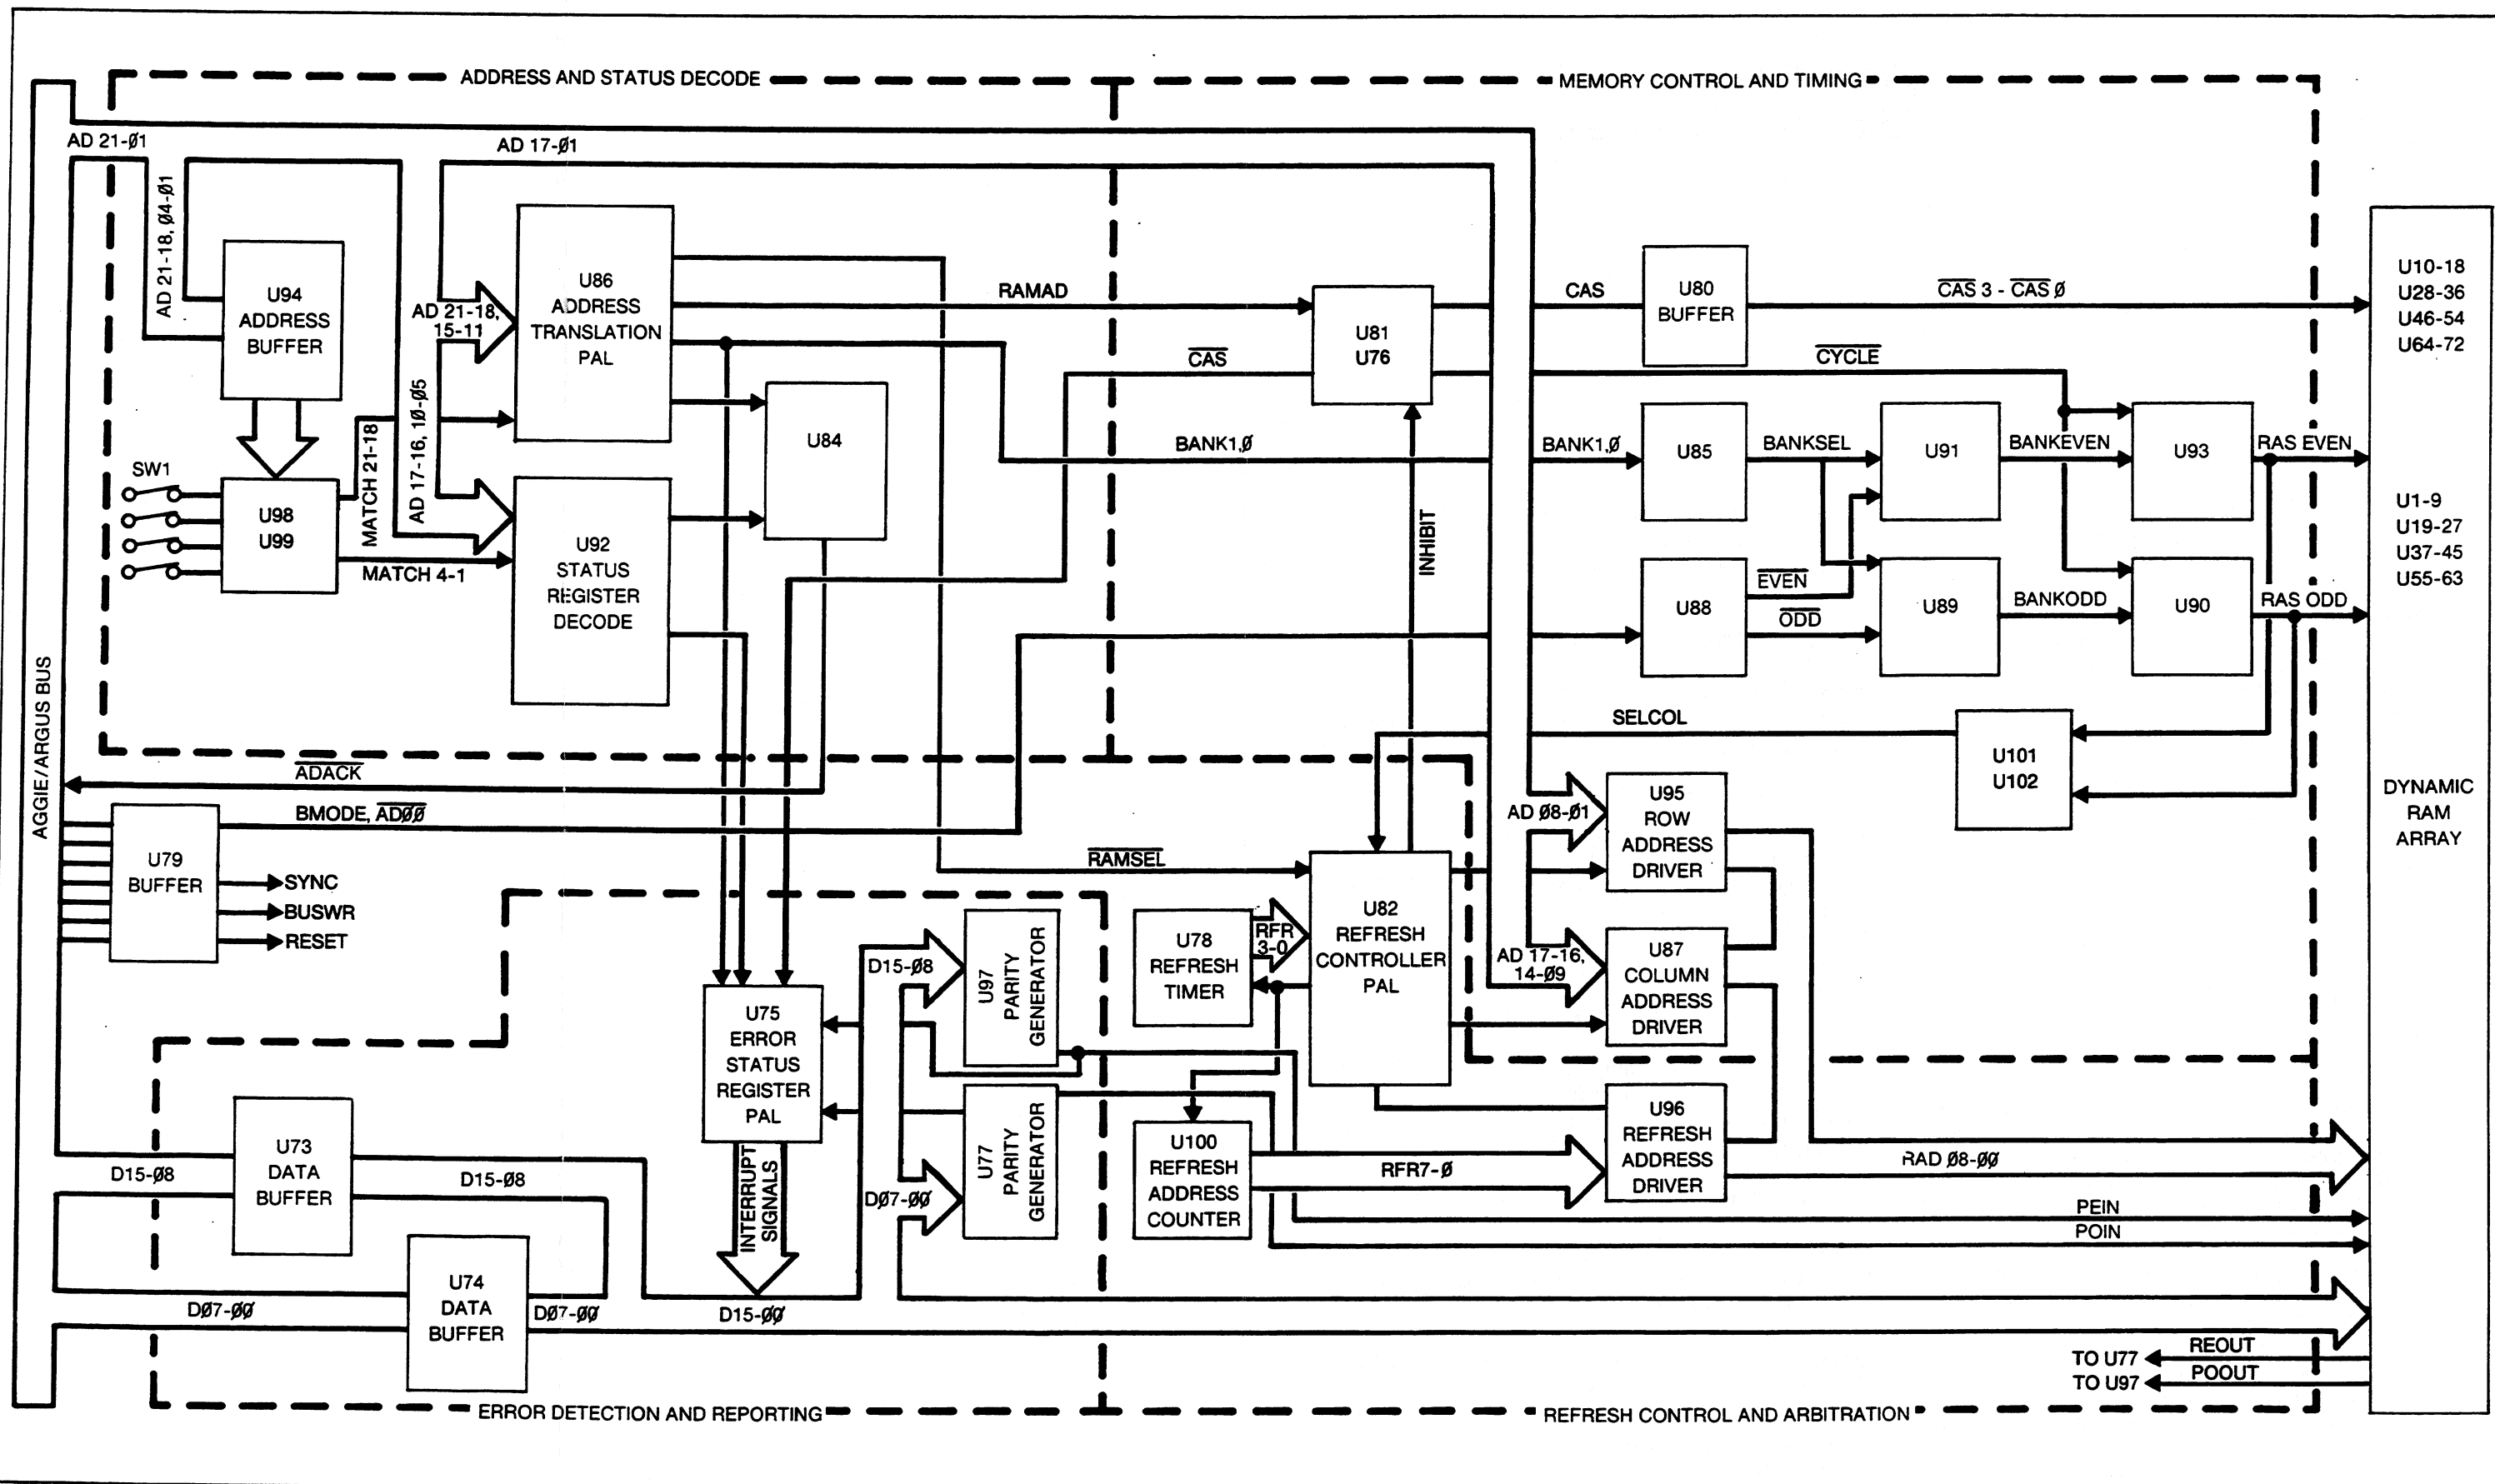 ADDRESS AND STATUS DECODE
MEMORY CONTROL AND TIMING
AD 21-Ø1
AD 17-Ø1
AD 21-18, Ø4-Ø1
U94
ADDRESS
BUFFER
AD 21-18,
15-11
U86
ADDRESS
TRANSLATION
PAL
RAMAD
U81
U76
CAS
U80
BUFFER
C̅A̅S̅ 3 - C̅A̅S̅ Ø
U10-18
U28-36
U46-54
U64-72
C̅A̅S̅
C̅Y̅C̅L̅E̅
AD 17-16, 1Ø-Ø5
MATCH 21-18
SW1
U98
U99
MATCH 4-1
U84
BANK1,Ø
BANK1,Ø
U85
BANKSEL
U91
BANKEVEN
U93
RAS EVEN
U1-9
U19-27
U37-45
U55-63
U92
STATUS
REGISTER
DECODE
INHIBIT
U88
E̅V̅E̅N̅
O̅D̅D̅
U89
BANKODD
U90
RAS ODD
AGGIE/ARGUS BUS
SELCOL
U101
U102
DYNAMIC
RAM
ARRAY
A̅D̅A̅C̅K̅
BMODE, A̅D̅Ø̅Ø̅
U79
BUFFER
SYNC
BUSWR
RESET
R̅A̅M̅S̅E̅L̅
AD Ø8-Ø1
U95
ROW
ADDRESS
DRIVER
U82
REFRESH
CONTROLLER
PAL
U78
REFRESH
TIMER
RFR
3-0
AD 17-16,
14-Ø9
U87
COLUMN
ADDRESS
DRIVER
D15-Ø8
U97
PARITY
GENERATOR
U75
ERROR
STATUS
REGISTER
PAL
U77
PARITY
GENERATOR
DØ7-ØØ
U100
REFRESH
ADDRESS
COUNTER
RFR7-Ø
U96
REFRESH
ADDRESS
DRIVER
RAD Ø8-ØØ
PEIN
POIN
D15-Ø8
U73
DATA
BUFFER
D15-Ø8
INTERRUPT
SIGNALS
DØ7-ØØ
U74
DATA
BUFFER
DØ7-ØØ
D15-ØØ
TO U77
REOUT
TO U97
POOUT
ERROR DETECTION AND REPORTING
REFRESH CONTROL AND ARBITRATION